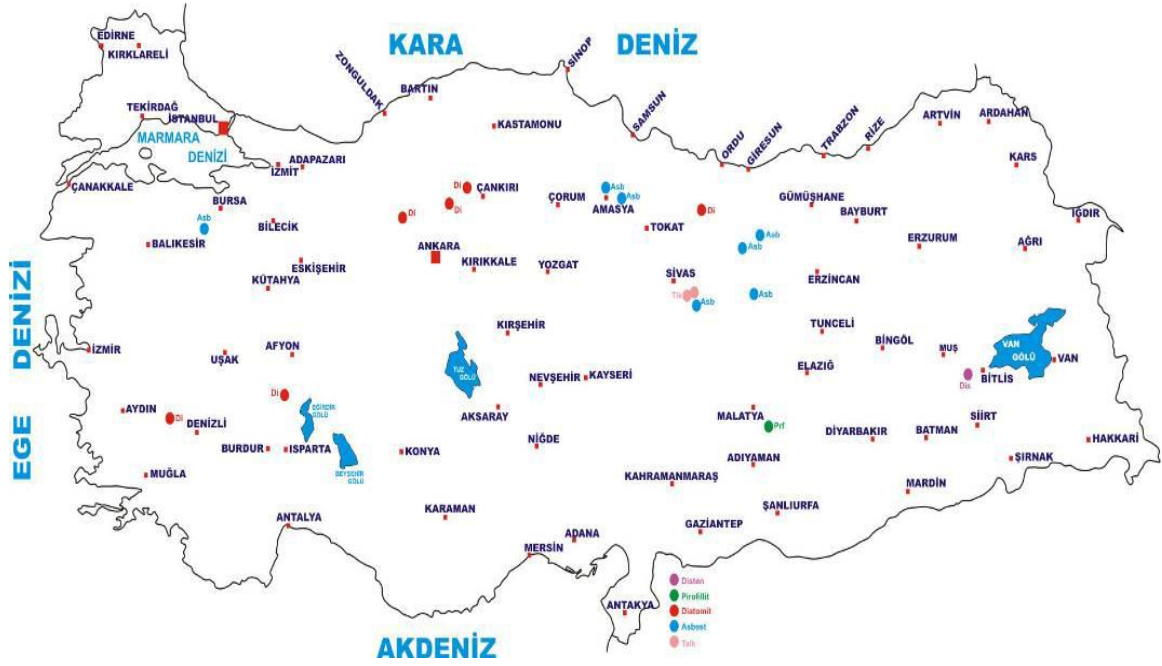 KARA DENİZ
EDİRNE
KIRKLARELİ
TEKİRDAĞ
İSTANBUL
MARMARA
DENİZİ
ZONGULDAK
BARTIN
SİNOP
KASTAMONU
SAMSUN
ORDU
GİRESUN
TRABZON
RİZE
ARTVİN
ARDAHAN
KARS
ÇANAKKALE
İZMİT
ADAPAZARI
BURSA
Asb
BİLECİK
BALIKESİR
ESKİŞEHİR
KÜTAHYA
Di
Di
Di
ÇANKIRI
ANKARA
KIRIKKALE
ÇORUM
YOZGAT
Asb
Asb
AMASYA
TOKAT
Di
GÜMÜŞHANE
BAYBURT
Asb
Asb
ERZURUM
IĞDIR
AĞRI
SİVAS
Tlk
Asb
Asb
ERZİNCAN
EGE DENİZİ
İZMİR
UŞAK
AFYON
KIRŞEHİR
TUZ
GÖLÜ
NEVŞEHİR
KAYSERİ
TUNCELİ
BİNGÖL
MUŞ
VAN
GÖLÜ
VAN
BİTLİS
Dis
ELAZIĞ
AYDIN
Di
DENİZLİ
Di
EĞİRDİR
GÖLÜ
BURDUR
ISPARTA
BEYŞEHİR
GÖLÜ
AKSARAY
KONYA
NİĞDE
MALATYA
Prf
DİYARBAKIR
BATMAN
SİİRT
HAKKARİ
ŞIRNAK
MUĞLA
ADIYAMAN
KAHRAMANMARAŞ
MARDİN
ANTALYA
KARAMAN
ŞANLIURFA
GAZİANTEP
ADANA
MERSİN
ANTAKYA
AKDENİZ
Disten
Pirofillit
Diatomit
Asbest
Talk